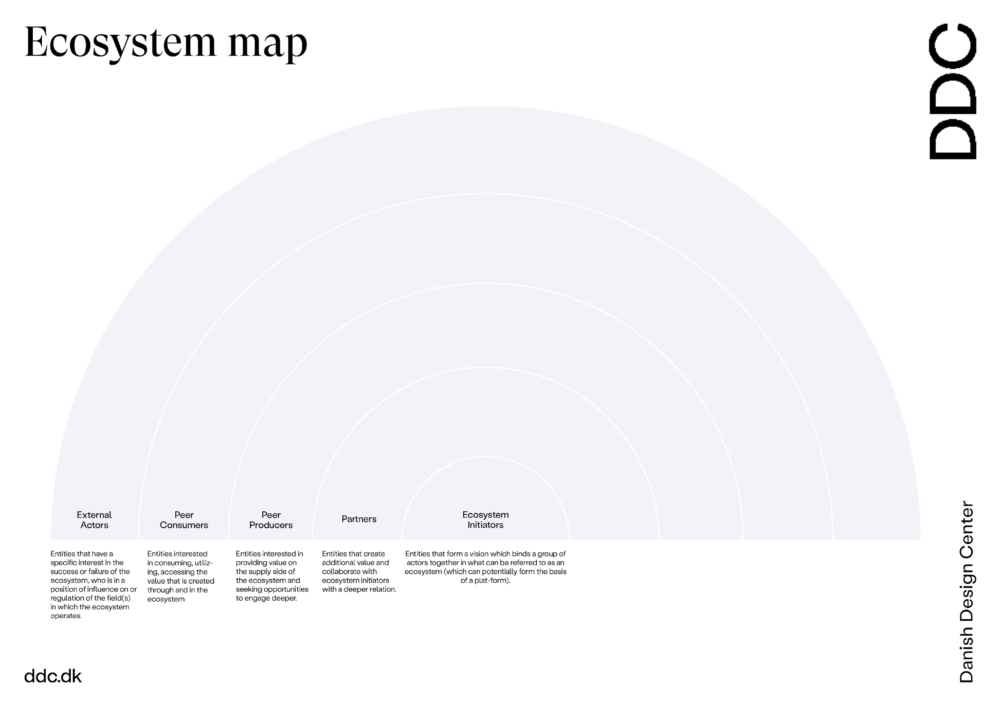 Ecosystem map
DDC
External
Actors
Peer
Consumers
Peer
Producers
Partners
Ecosystem
Initiators
Entities that have a
specific interest in the
success or failure of the
ecosystem, who is in a
position of influence on or
regulation of the field(s)
in which the ecosystem
operates.
Entities interested
in consuming, utiliz-
ing, accessing the
value that is created
through and in the
ecosystem
Entities interested in
providing value on
the supply side of
the ecosystem and
seeking opportunities
to engage deeper.
Entities that create
additional value and
collaborate with
ecosystem initiators
with a deeper relation.
Entities that form a vision which binds a group of
actors together in what can be referred to as an
ecosystem (which can potentially form the basis
of a plat-form).
Danish Design Center
ddc.dk